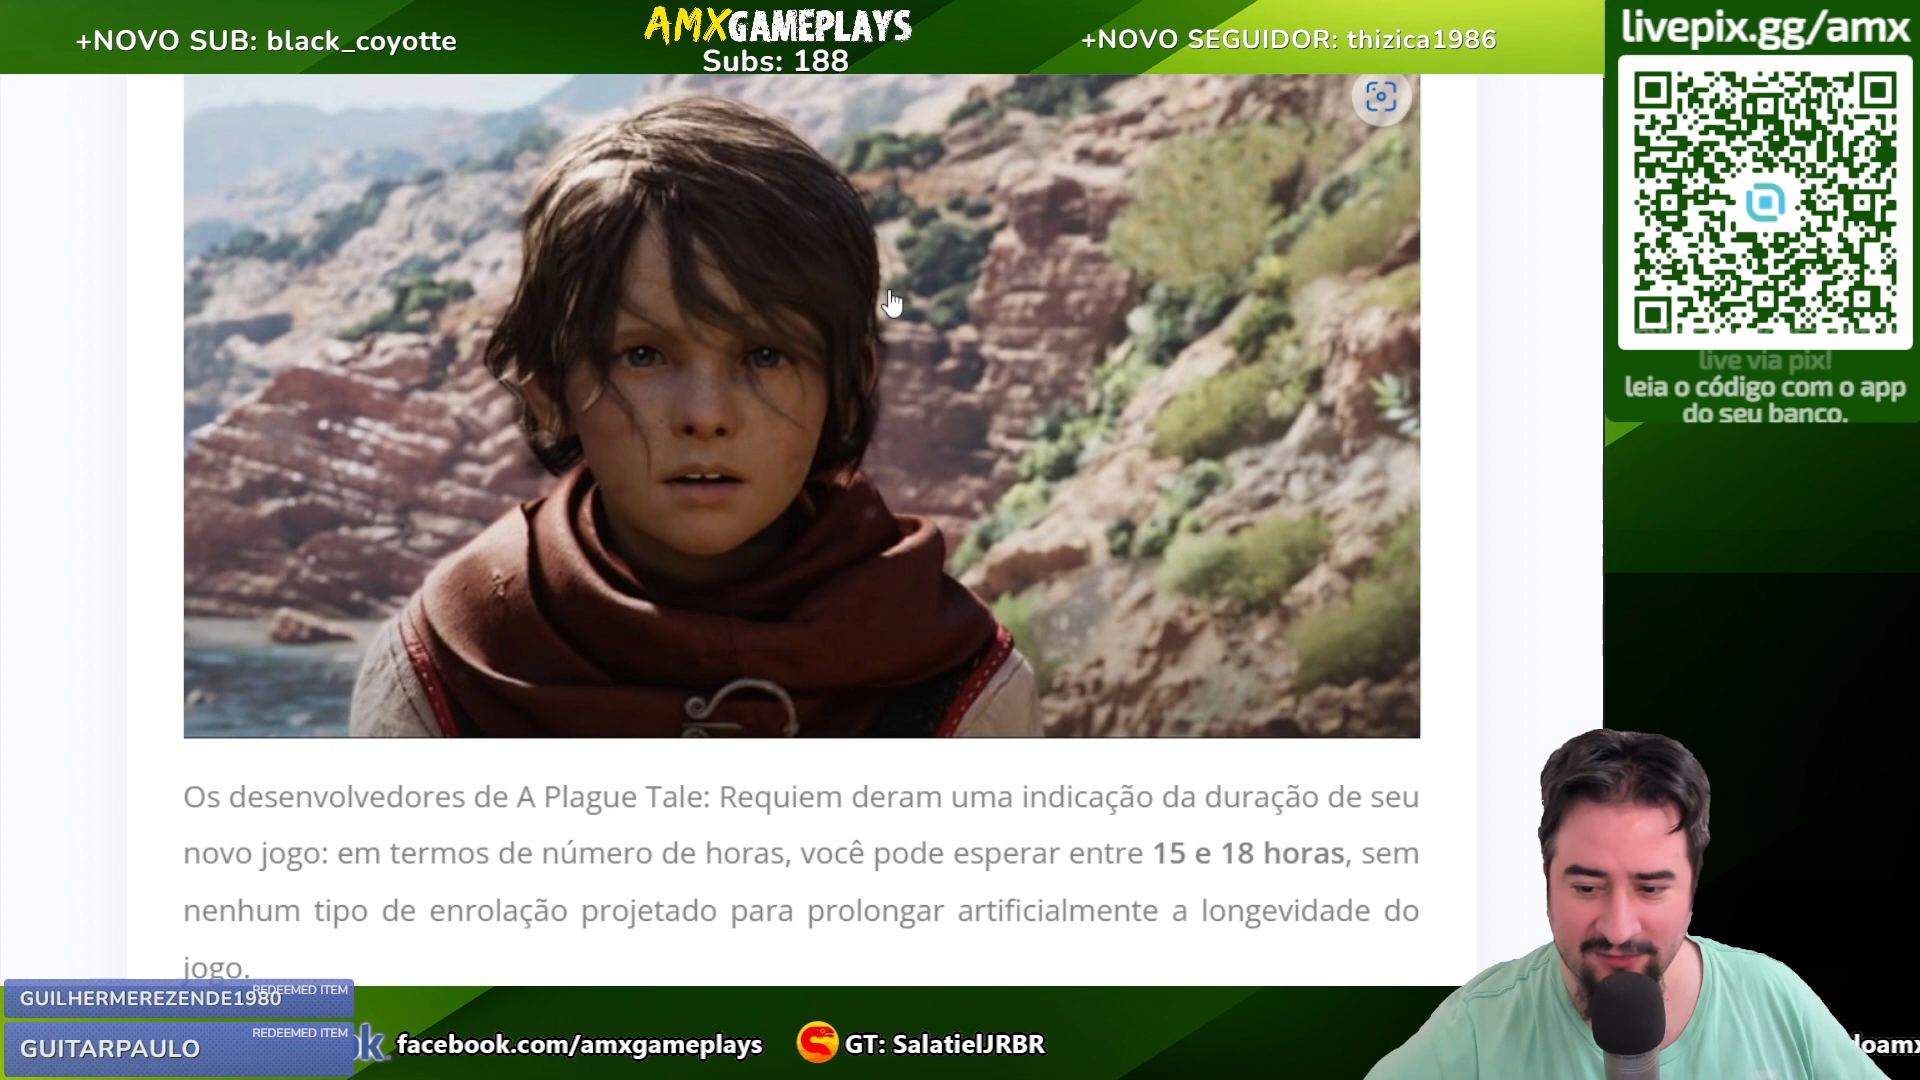 +NOVO SUB: black_coyotte
AMXGAMEPLAYS
Subs: 188
+NOVO SEGUIDOR: thizica1986
livepix.gg/amx
live via pix!
leia o código com o app
do seu banco.
Os desenvolvedores de A Plague Tale: Requiem deram uma indicação da duração de seu
novo jogo: em termos de número de horas, você pode esperar entre 15 e 18 horas, sem
nenhum tipo de enrolação projetado para prolongar artificialmente a longevidade do
jogo.
REDEEMED ITEM
GUILHERMEREZENDE1980
REDEEMED ITEM
GUITARPAULO
ok
facebook.com/amxgameplays
GT: SalatielJRBR